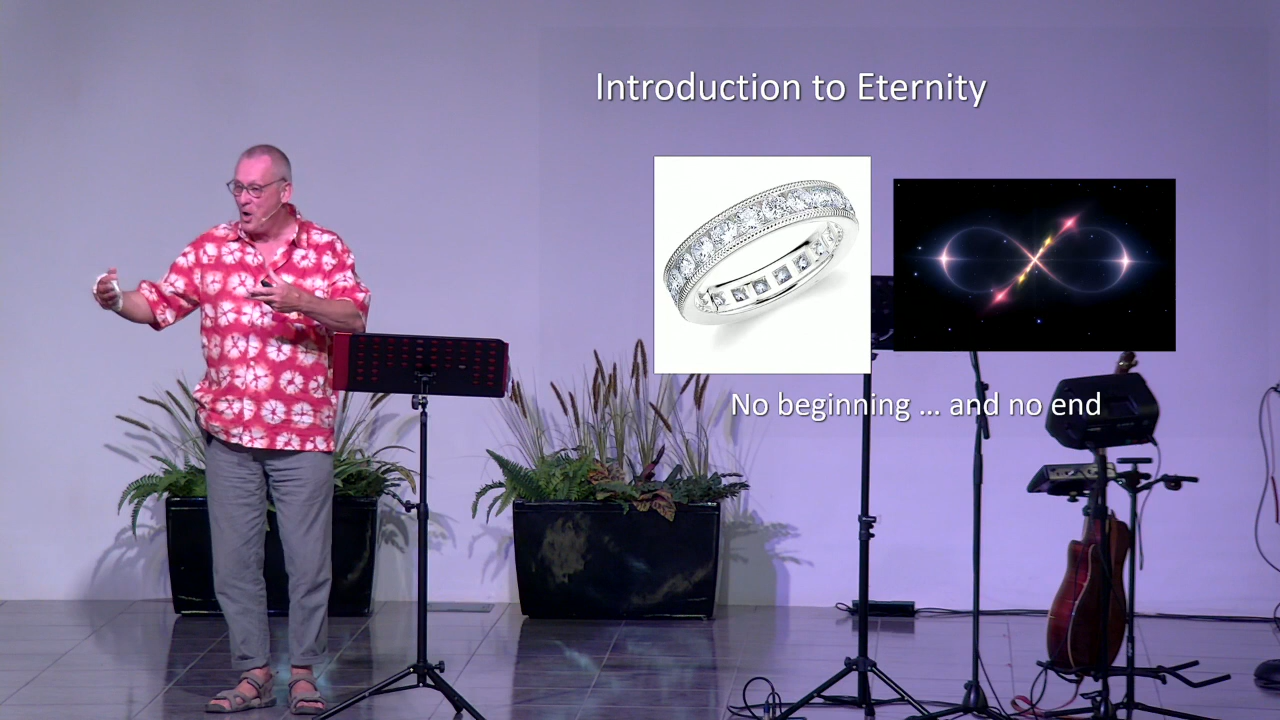 Introduction to Eternity
No beginning ... and no end